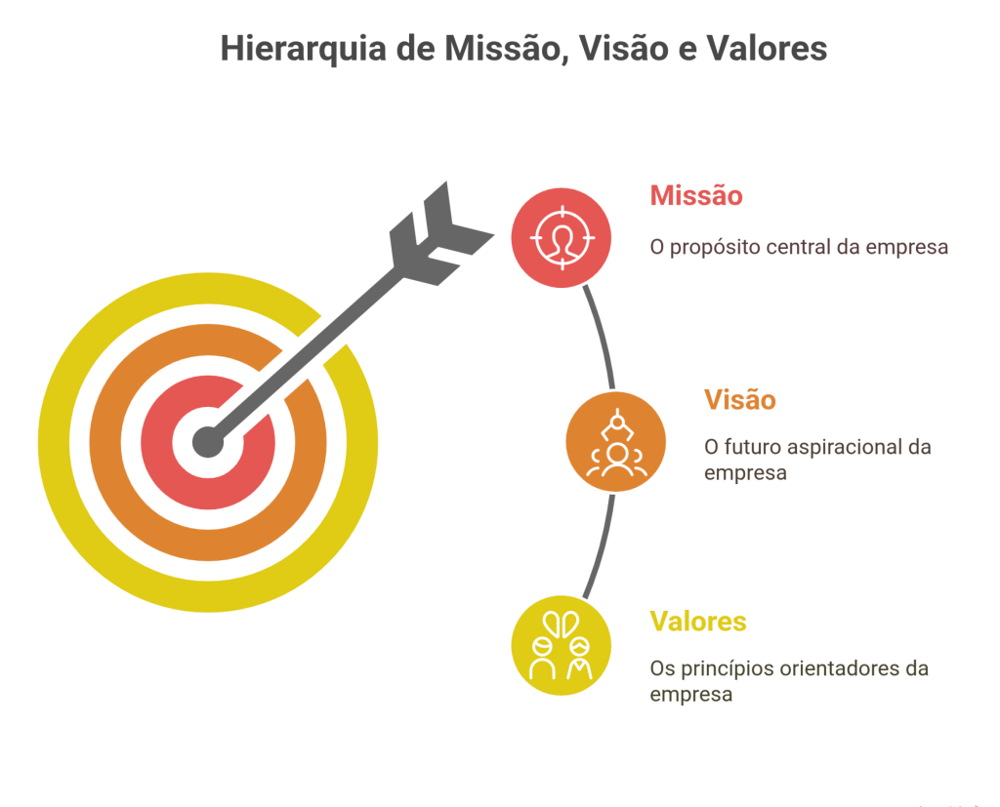 Hierarquia de Missão, Visão e Valores
Missão
O propósito central da empresa
Visão
O futuro aspiracional da
empresa
Valores
Os princípios orientadores da
empresa